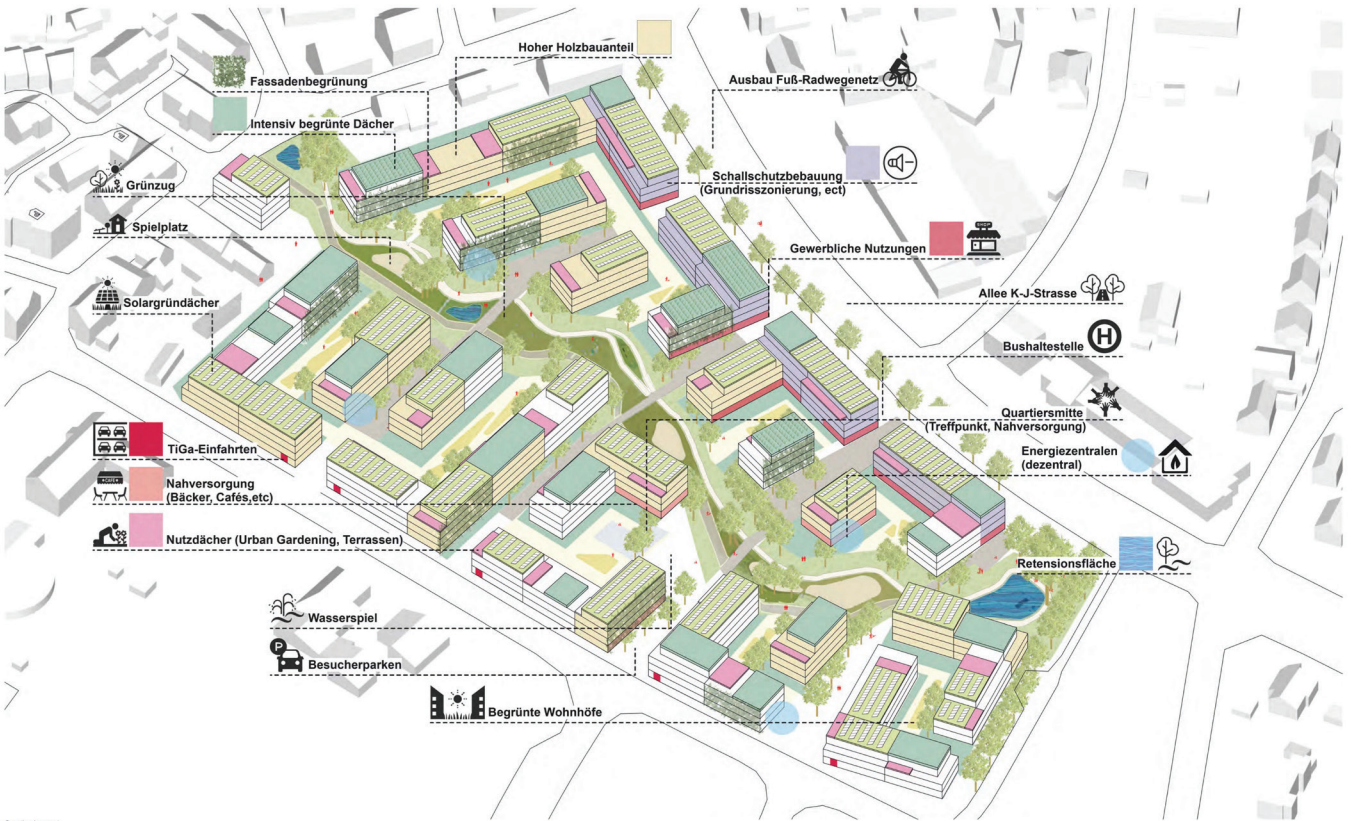 Hoher Holzbauanteil
Fassadenbegrünung
Ausbau Fuß-Radwegenetz
Intensiv begrünte Dächer
Schallschutzbebauung
(Grundrisszonierung, ect)
Grünzug
Spielplatz
Gewerbliche Nutzungen
SHOP
Solargründächer
Allee K-J-Strasse
Bushaltestelle
H
Quartiersmitte
(Treffpunkt, Nahversorgung)
TiGa-Einfahrten
Energiezentralen
(dezentral)
CAFE
Nahversorgung
(Bäcker, Cafés,etc)
Nutzdächer (Urban Gardening, Terrassen)
Retensionsfläche
Wasserspiel
P
Besucherparken
Begrünte Wohnhöfe